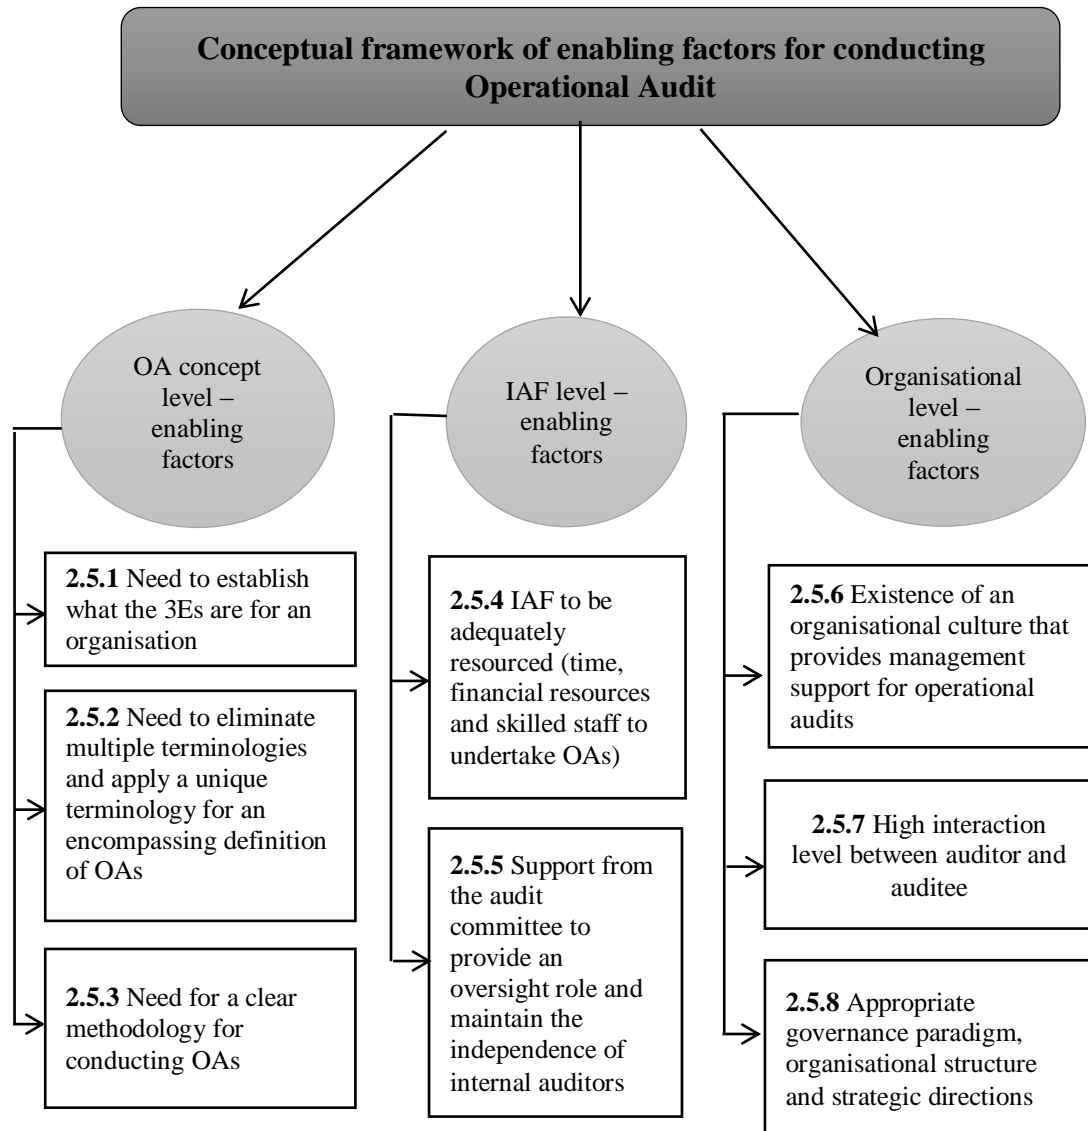 Conceptual framework of enabling factors for conducting
Operational Audit
OA concept
level –
enabling
factors
IAF level –
enabling
factors
Organisational
level –
enabling
factors
2.5.1 Need to establish
what the 3Es are for an
organisation
2.5.2 Need to eliminate
multiple terminologies
and apply a unique
terminology for an
encompassing definition
of OAs
2.5.3 Need for a clear
methodology for
conducting OAs
2.5.4 IAF to be
adequately
resourced (time,
financial resources
and skilled staff to
undertake OAs)
2.5.5 Support from
the audit
committee to
provide an
oversight role and
maintain the
independence of
internal auditors
2.5.6 Existence of an
organisational culture that
provides management
support for operational
audits
2.5.7 High interaction
level between auditor and
auditee
2.5.8 Appropriate
governance paradigm,
organisational structure
and strategic directions